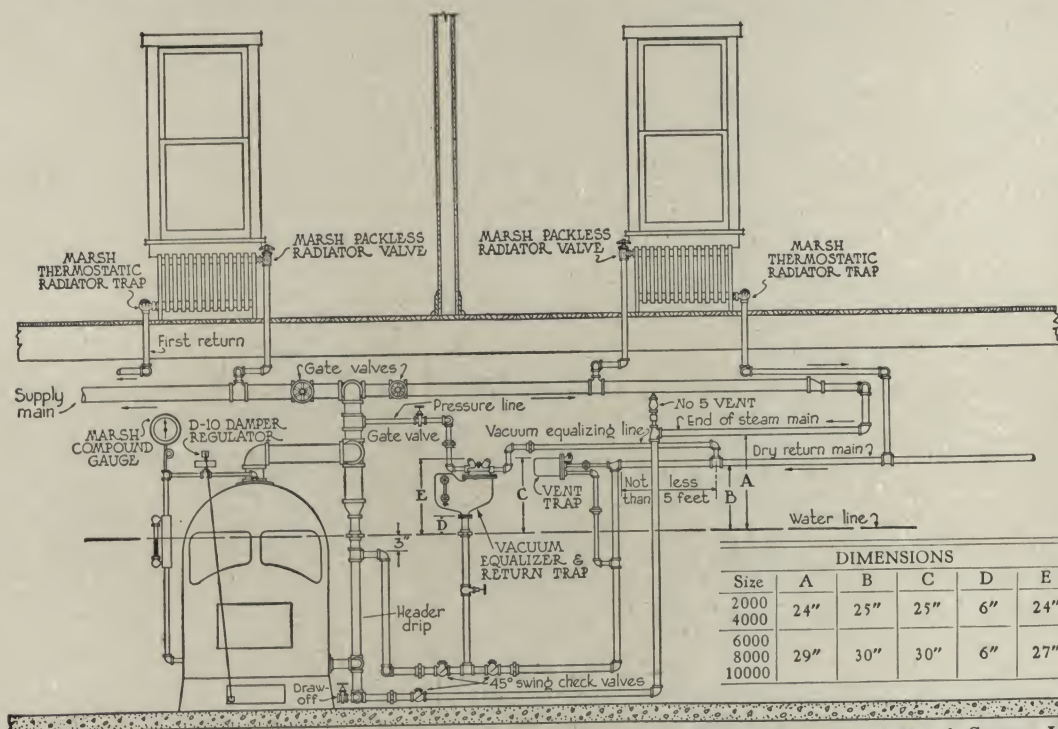 MARSH PACKLESS
RADIATOR VALVE
MARSH PACKLESS
RADIATOR VALVE
MARSH
THERMOSTATIC
RADIATOR TRAP
MARSH
THERMOSTATIC
RADIATOR TRAP
First return
Gate valves
Supply
main
No 5 VENT
Pressure line
End of steam main
D-10 DAMPER
REGULATOR
MARSH
COMPOUND
GAUGE
Gate valve
Vacuum equalizing line
Dry return main
VENT
TRAP
Not less
than 5 feet
A
B
C
D
E
3"
Water line
VACUUM
EQUALIZER &
RETURN TRAP
Header
drip
45° swing check valves
Draw-
off
DIMENSIONS
Size A B C D E
2000
4000 24" 25" 25" 6" 24"
6000
8000 29" 30" 30" 6" 27"
10000